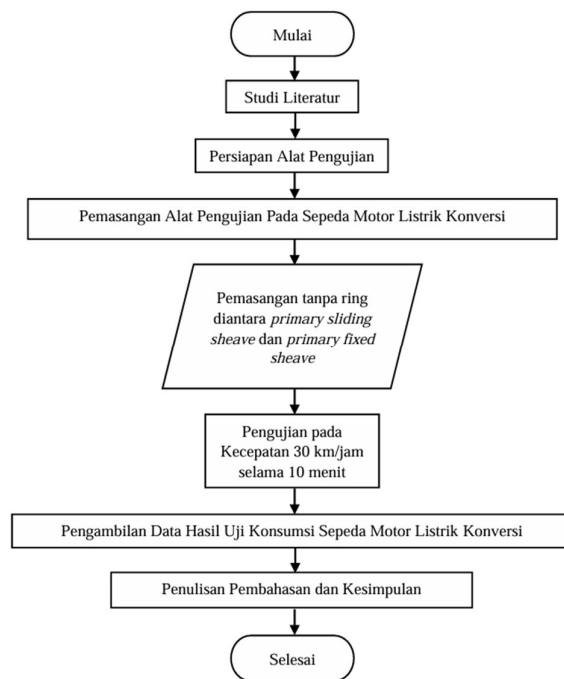 Mulai
Studi Literatur
Persiapan Alat Pengujian
Pemasangan Alat Pengujian Pada Sepeda Motor Listrik Konversi
Pemasangan tanpa ring
diantara primary sliding
sheave dan primary fixed
sheave
Pengujian pada
Kecepatan 30 km/jam
selama 10 menit
Pengambilan Data Hasil Uji Konsumsi Sepeda Motor Listrik Konversi
Penulisan Pembahasan dan Kesimpulan
Selesai